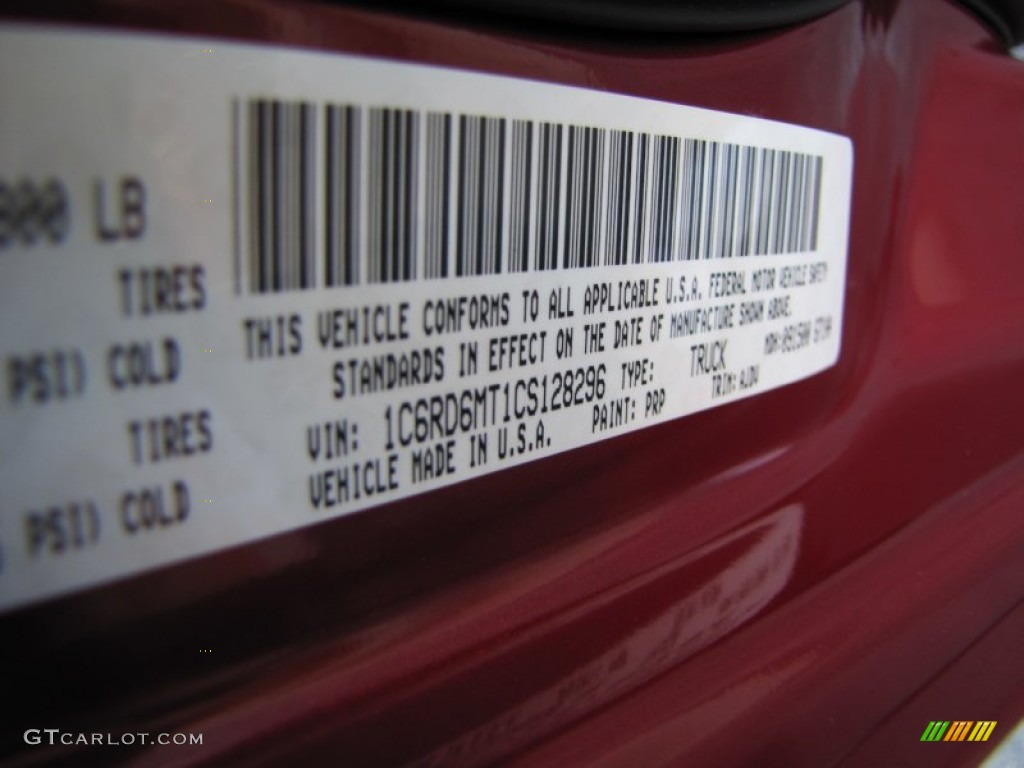 LB
TIRES
PSI) COLD
TIRES
PSI) COLD
THIS VEHICLE CONFORMS TO ALL APPLICABLE U.S.A. FEDERAL MOTOR VEHICLE SAFETY
STANDARDS IN EFFECT ON THE DATE OF MANUFACTURE SHOWN ABOVE.
VIN: 1C6RD6MT1CS128296 TYPE: TRUCK
VEHICLE MADE IN U.S.A. PAINT: PRP TRIM: MDH:
GTCARLOT.COM